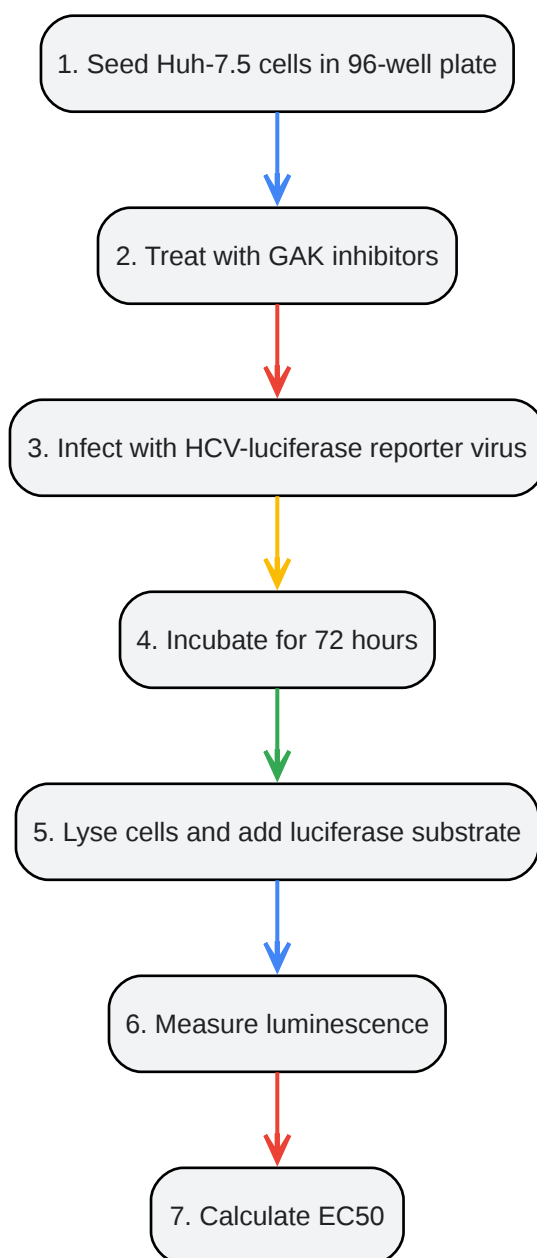 1. Seed Huh-7.5 cells in 96-well plate
2. Treat with GAK inhibitors
3. Infect with HCV-luciferase reporter virus
4. Incubate for 72 hours
5. Lyse cells and add luciferase substrate
6. Measure luminescence
7. Calculate EC50